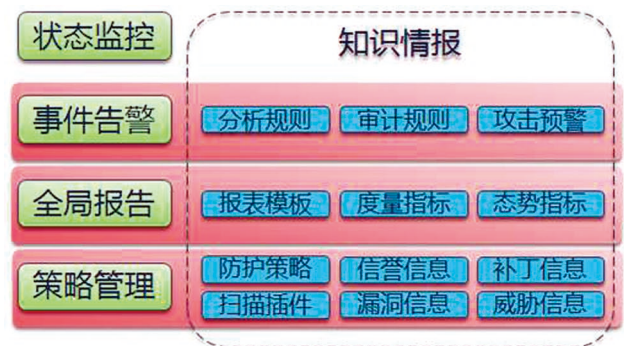 状态监控
知识情报
事件告警
分析规则 审计规则 攻击预警
全局报告
报表模板 度量指标 态势指标
策略管理
防护策略 信誉信息 补丁信息
扫描插件 漏洞信息 威胁信息